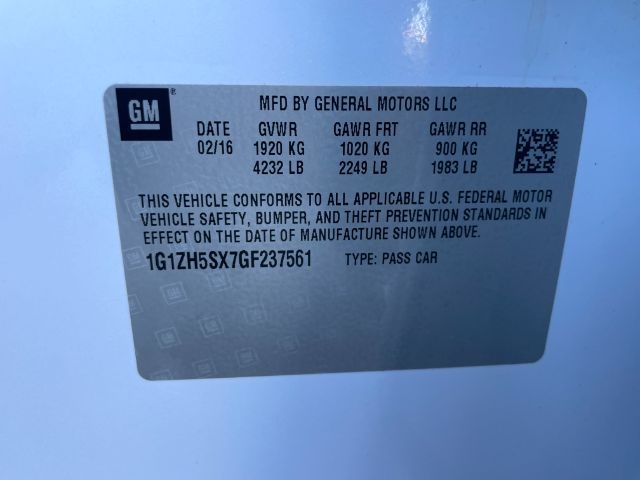 GM ® MFD BY GENERAL MOTORS LLC
DATE GVWR GAWR FRT GAWR RR
02/16 1920 KG 1020 KG 900 KG
4232 LB 2249 LB 1983 LB
THIS VEHICLE CONFORMS TO ALL APPLICABLE U.S. FEDERAL MOTOR
VEHICLE SAFETY, BUMPER, AND THEFT PREVENTION STANDARDS IN
EFFECT ON THE DATE OF MANUFACTURE SHOWN ABOVE.
1G1ZH5SX7GF237561 TYPE: PASS CAR